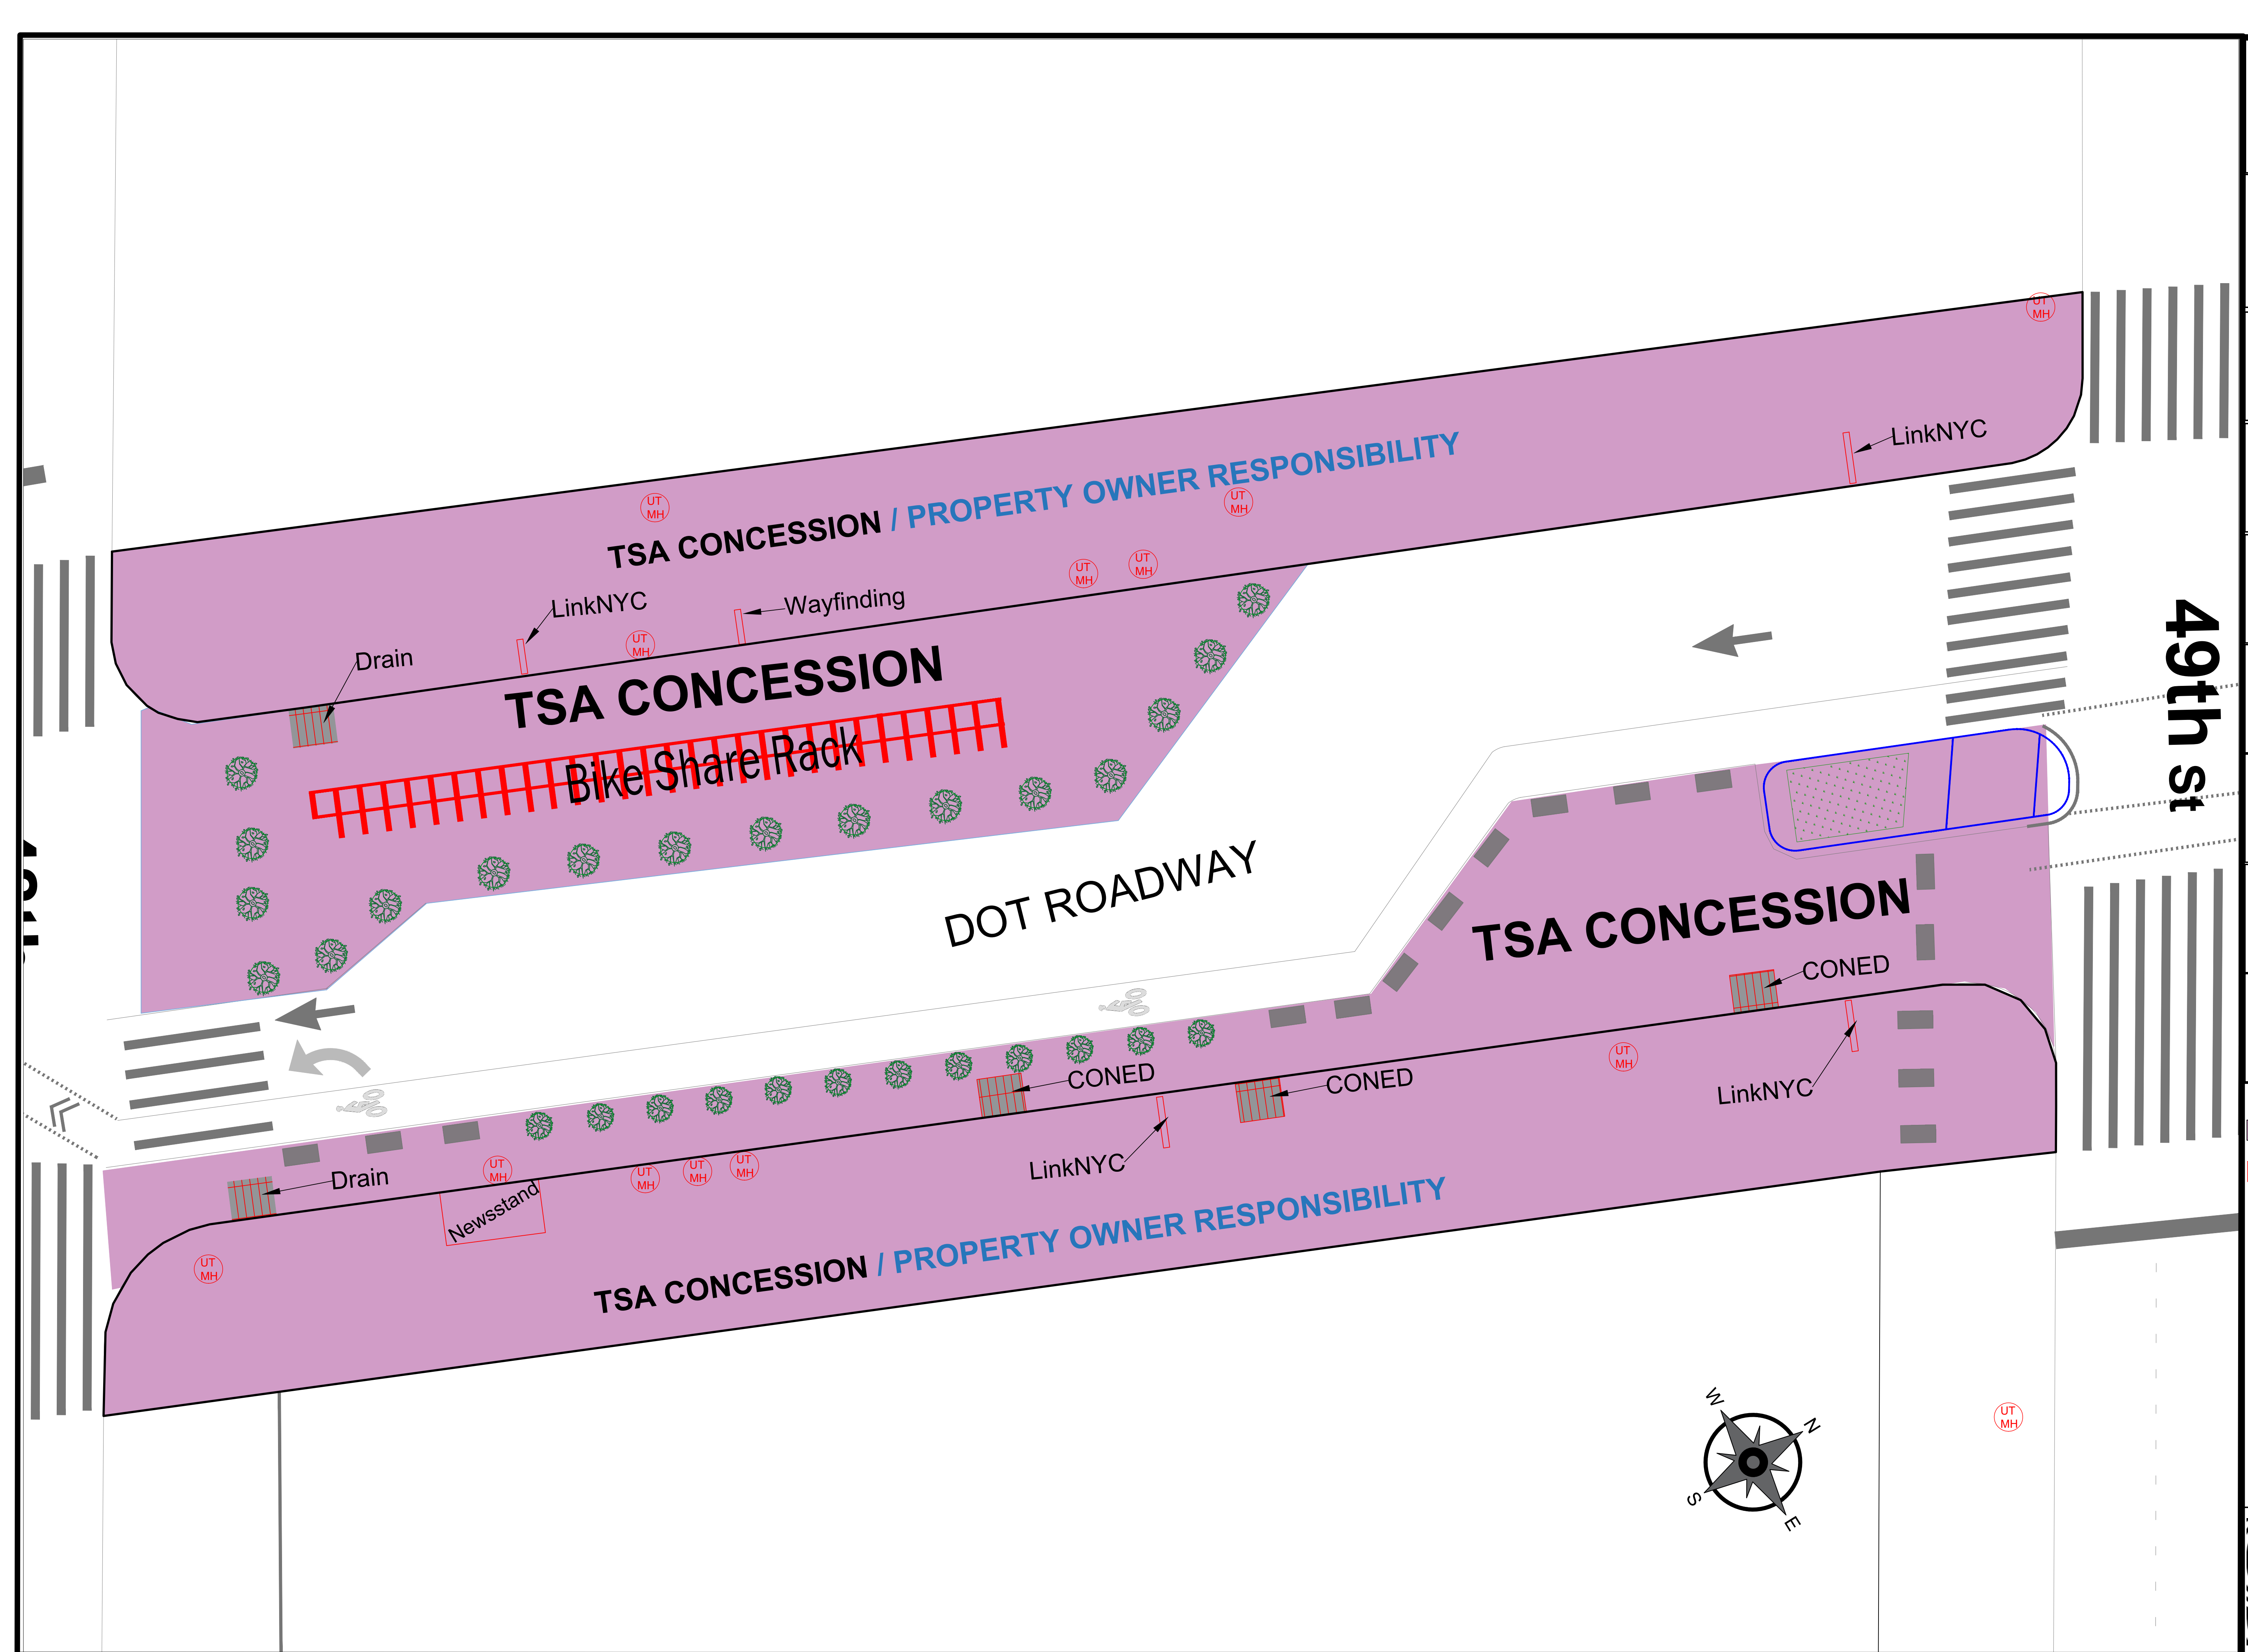 UT
MH
LinkNYC
TSA CONCESSION / PROPERTY OWNER RESPONSIBILITY
UT
MH
UT
MH
UT
MH
UT
MH
LinkNYC
Wayfinding
UT
MH
Drain
TSA CONCESSION
Bike Share Rack
49th st
DOT ROADWAY
TSA CONCESSION
CONED
LinkNYC
UT
MH
CONED
CONED
LinkNYC
Drain
UT
MH
UT
MH
UT
MH
UT
MH
Newsstand
UT
MH
TSA CONCESSION / PROPERTY OWNER RESPONSIBILITY
W
N
S
E
UT
MH